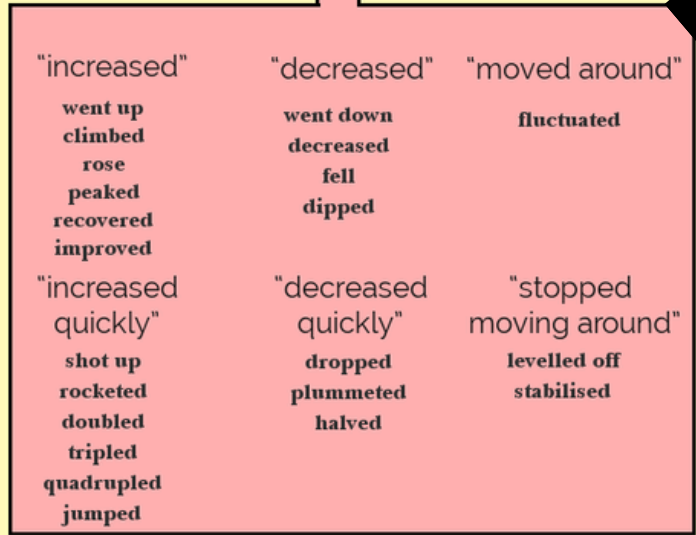 “increased”
went up
climbed
rose
peaked
recovered
improved
“decreased”
went down
decreased
fell
dipped
“moved around”
fluctuated
“increased
quickly”
shot up
rocketed
doubled
tripled
quadrupled
jumped
“decreased
quickly”
dropped
plummeted
halved
“stopped
moving around”
levelled off
stabilised